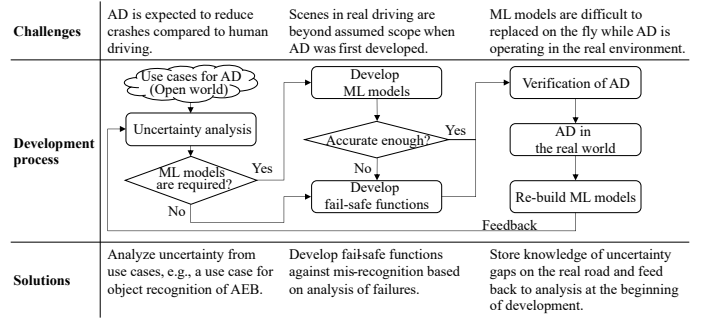 Challenges
AD is expected to reduce
crashes compared to human
driving.
Scenes in real driving are
beyond assumed scope when
AD was first developed.
ML models are difficult to
replaced on the fly while AD is
operating in the real environment.
Development
process
Use cases for AD
(Open world)
Uncertainty analysis
ML models
are required?
Yes
No
Develop
ML models
Accurate enough?
Yes
No
Develop
fail-safe functions
Verification of AD
AD in
the real world
Re-build ML models
Feedback
Solutions
Analyze uncertainty from
use cases, e.g., a use case for
object recognition of AEB.
Develop fail-safe functions
against mis-recognition based
on analysis of failures.
Store knowledge of uncertainty
gaps on the real road and feed
back to analysis at the beginning
of development.